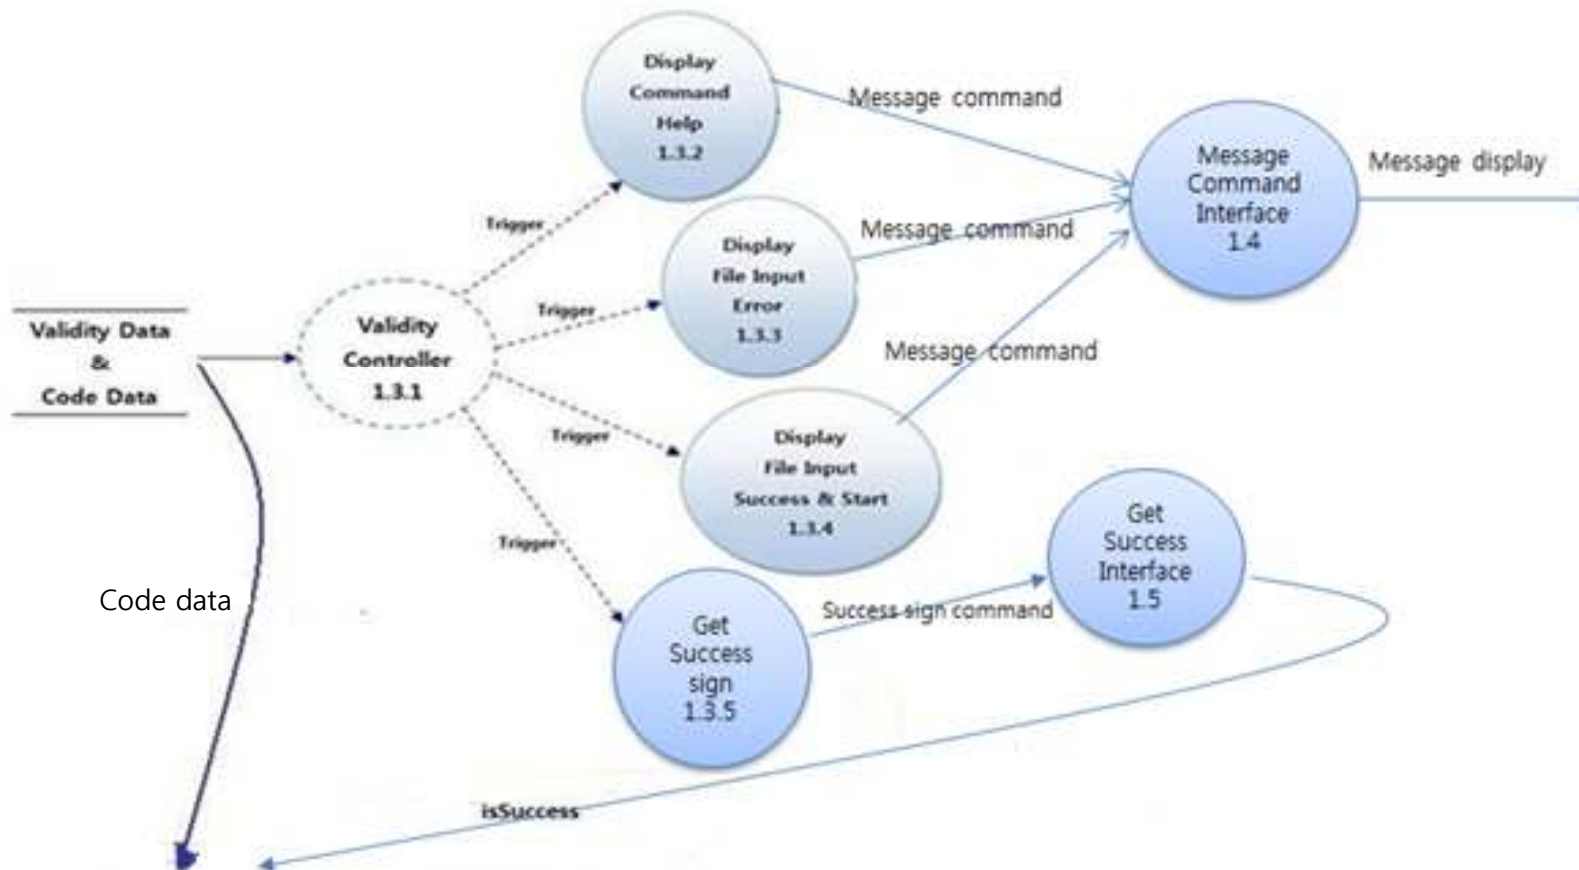 Display
Command
Help
1.3.2
Message command
Message
Command
Interface
1.4
Message display
Trigger
Display
File Input
Error
1.3.3
Message command
Trigger
Validity Data
&
Code Data
Validity
Controller
1.3.1
Message command
Trigger
Display
File Input
Success & Start
1.3.4
Trigger
Get
Success
Interface
1.5
Code data
Success sign command
Get
Success
sign
1.3.5
isSuccess